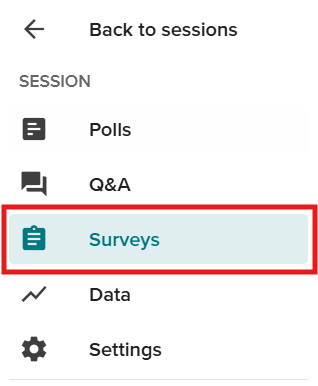 Back to sessions
SESSION
Polls
Q&A
Surveys
Data
Settings